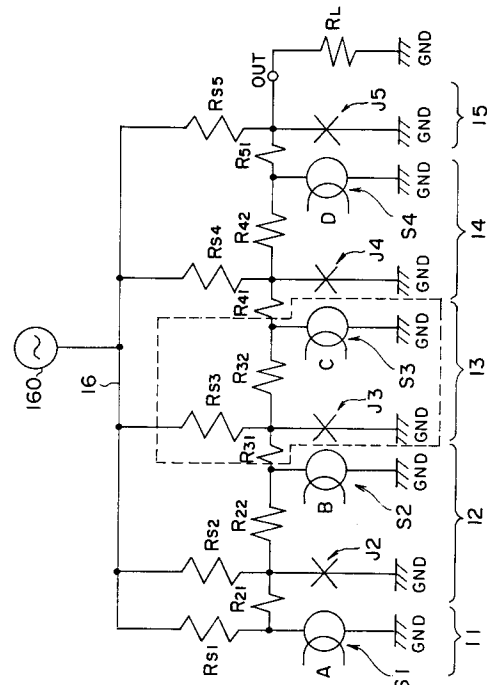 160
16
RS1
RS2
RS3
RS4
RS5
R21
R22
R31
R32
R41
R42
R51
OUT
RL
A
B
C
D
S1
J2
S2
J3
S3
J4
S4
J5
GND
GND
GND
GND
GND
GND
GND
GND
GND
11
12
13
14
15